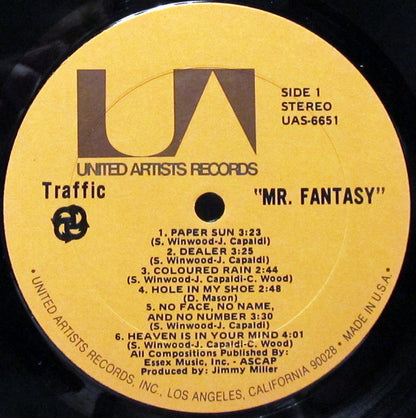 UA
SIDE 1
STEREO
UAS-6651
UNITED ARTISTS RECORDS
Traffic
"MR. FANTASY"
1. PAPER SUN 3:23
(S. Winwood-J. Capaldi)
2. DEALER 3:25
(S. Winwood-J. Capaldi)
3. COLOURED RAIN 2:44
(S. Winwood-J. Capaldi-C. Wood)
4. HOLE IN MY SHOE 2:48
(D. Mason)
5. NO FACE, NO NAME,
AND NO NUMBER 3:30
(S. Winwood-J. Capaldi)
6. HEAVEN IS IN YOUR MIND 4:01
(S. Winwood-J. Capaldi-C. Wood)
All Compositions Published By:
Essex Music, Inc. - ASCAP
Produced by: Jimmy Miller
• UNITED ARTISTS RECORDS, INC., LOS ANGELES, CALIFORNIA 90028 • MADE IN U.S.A. •